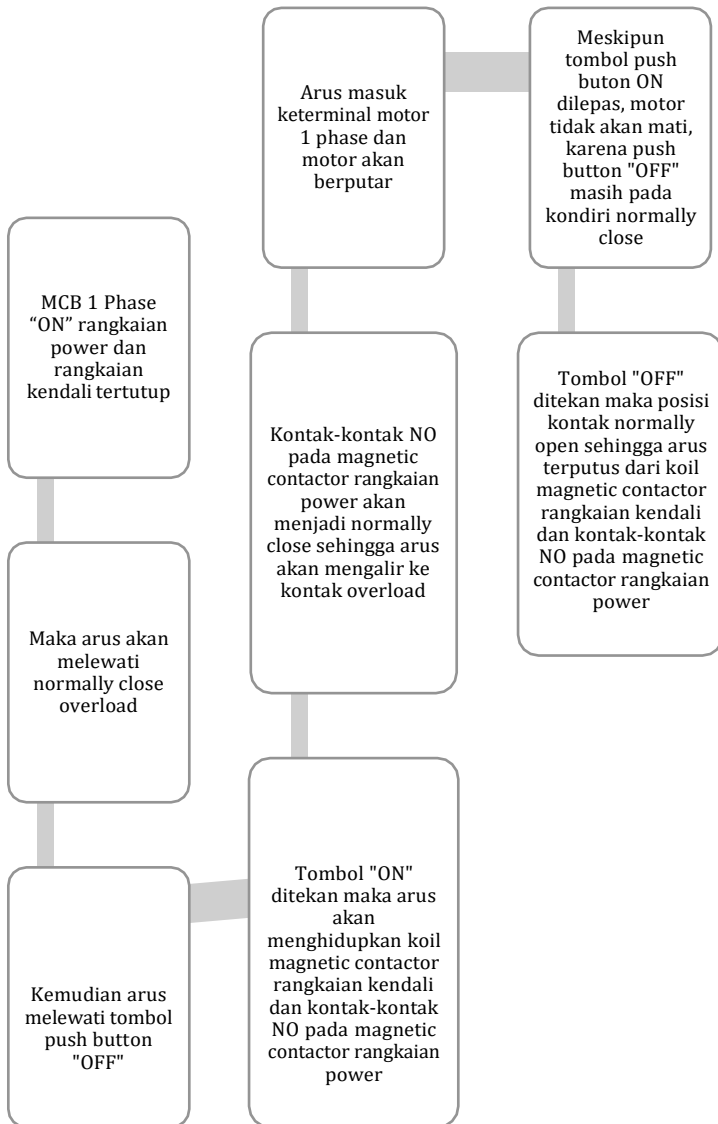 MCB 1 Phase
“ON” rangkaian
power dan
rangkaian
kendali tertutup
Maka arus akan
melewati
normally close
overload
Kemudian arus
melewati tombol
push button
"OFF"
Tombol "ON"
ditekan maka arus
akan
menghidupkan koil
magnetic contactor
rangkaian kendali
dan kontak-kontak
NO pada magnetic
contactor rangkaian
power
Kontak-kontak NO
pada magnetic
contactor rangkaian
power akan
menjadi normally
close sehingga arus
akan mengalir ke
kontak overload
Arus masuk
keterminal motor
1 phase dan
motor akan
berputar
Meskipun
tombol push
buton ON
dilepas, motor
tidak akan mati,
karena push
button "OFF"
masih pada
kondiri normally
close
Tombol "OFF"
ditekan maka posisi
kontak normally
open sehingga arus
terputus dari koil
magnetic contactor
rangkaian kendali
dan kontak-kontak
NO pada magnetic
contactor rangkaian
power